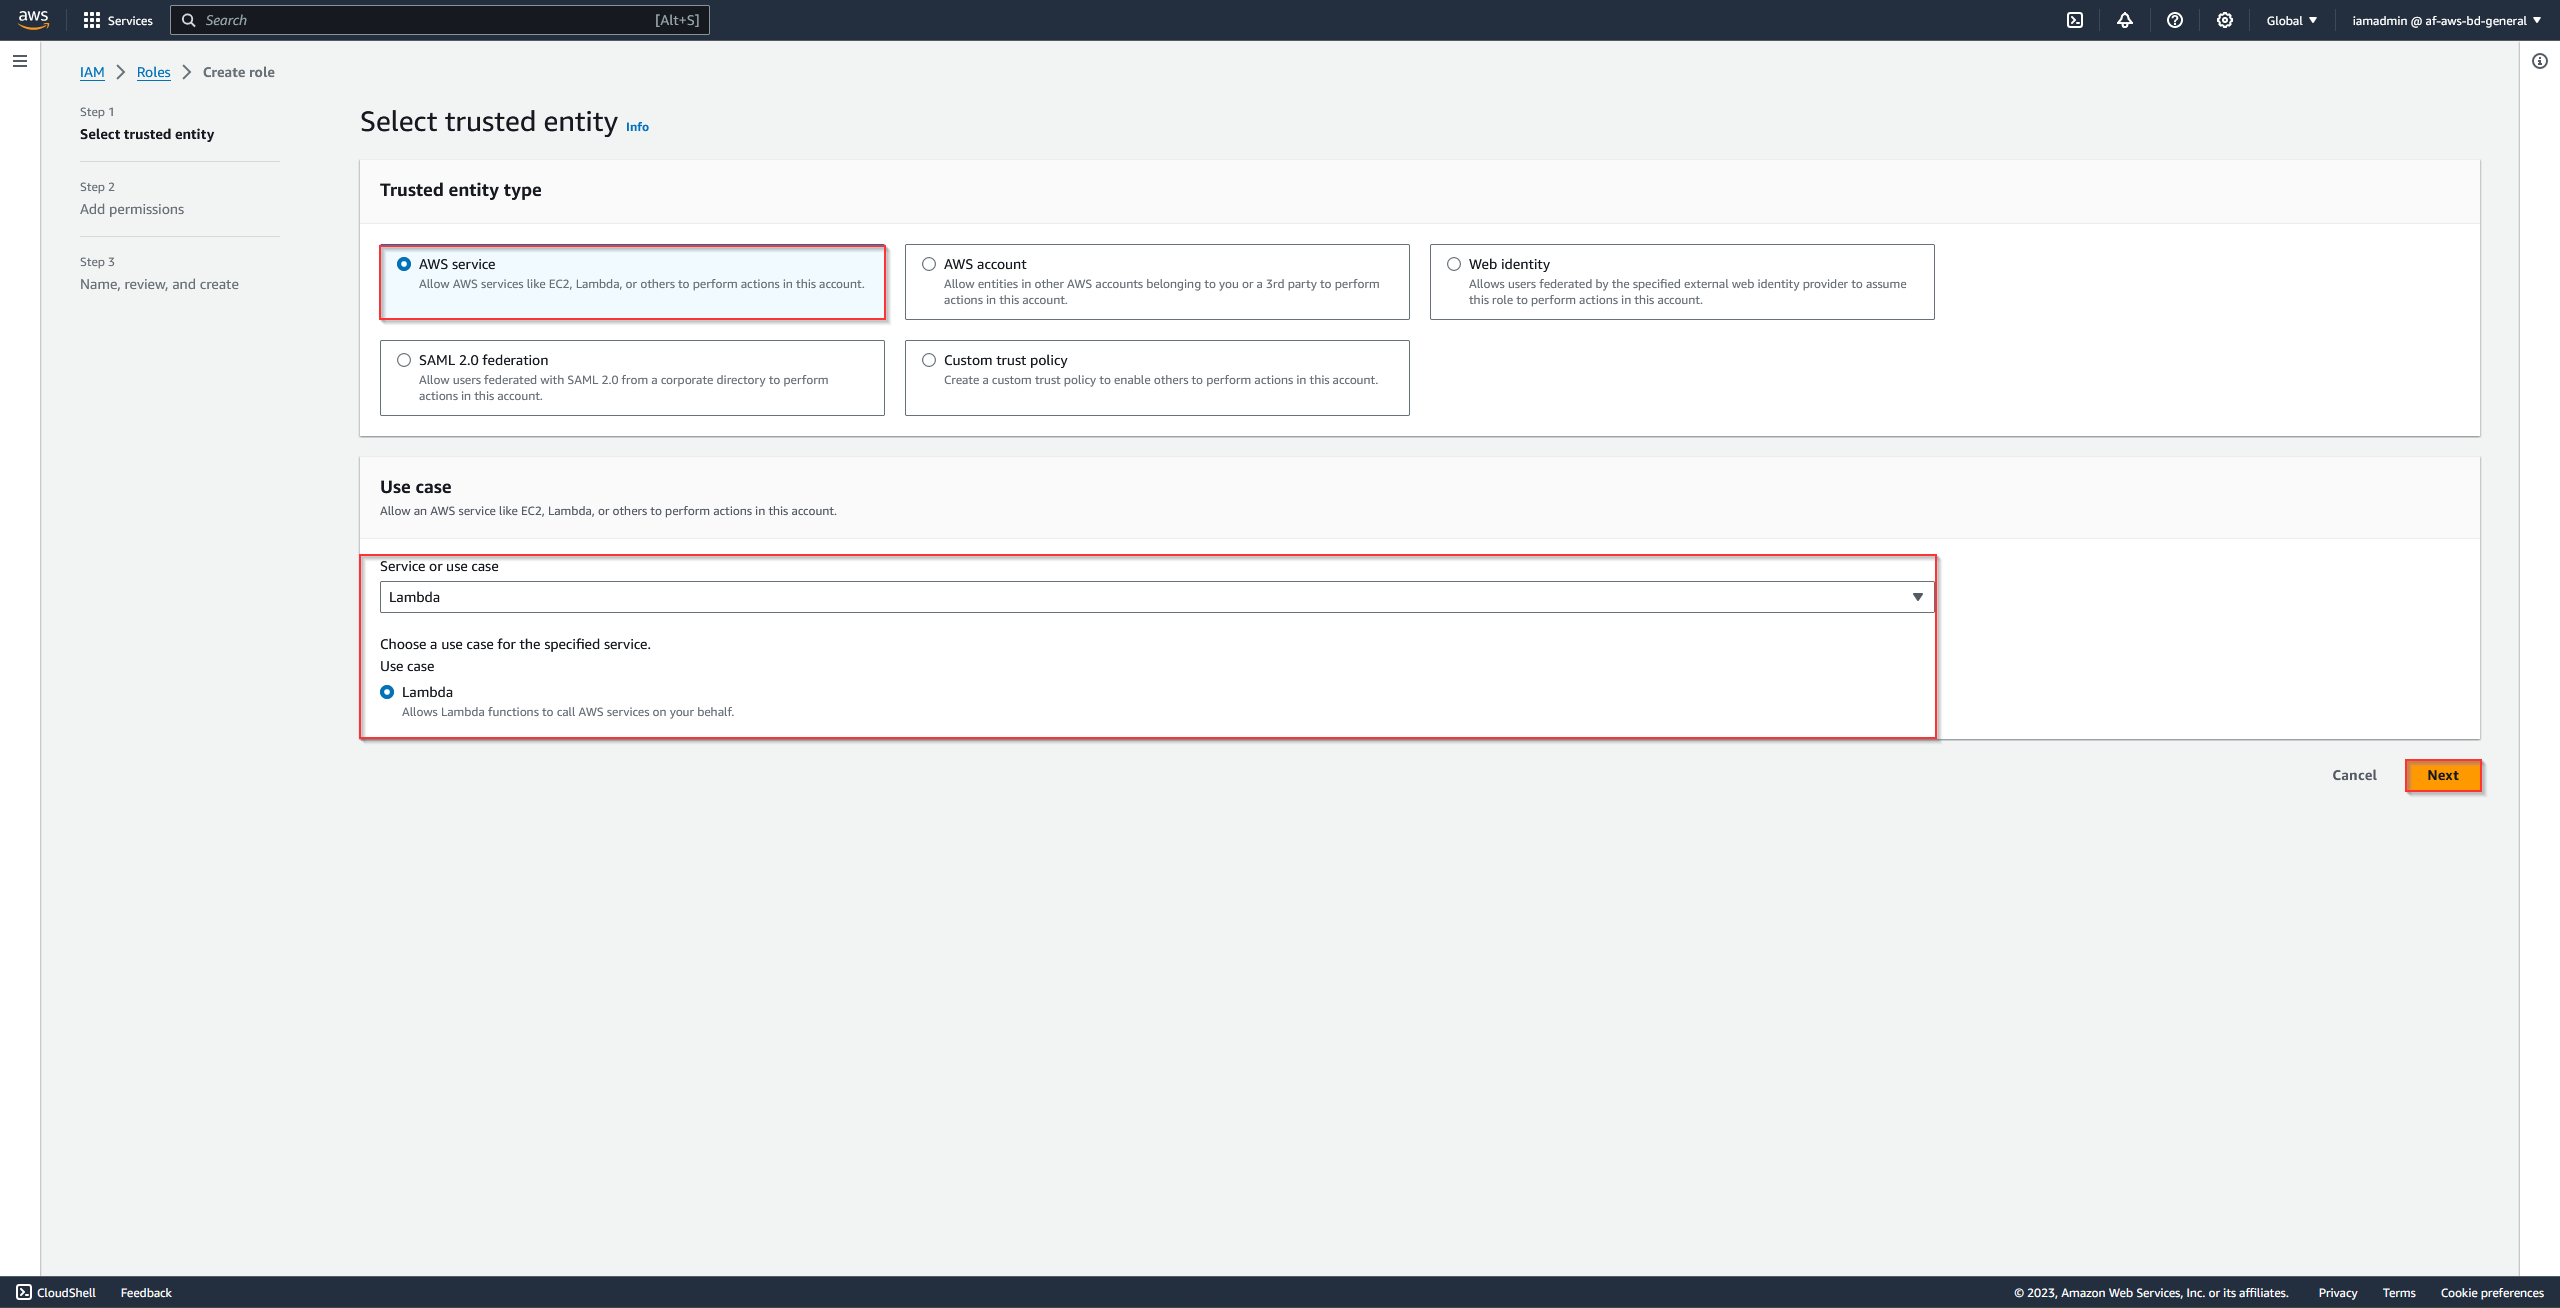 aws
Services
Search
[Alt+S]
Global
iamadmin @ af-aws-bd-general
IAM
Roles
Create role
Step 1
Select trusted entity
Step 2
Add permissions
Step 3
Name, review, and create
Select trusted entity Info
Trusted entity type
AWS service
Allow AWS services like EC2, Lambda, or others to perform actions in this account.
AWS account
Allow entities in other AWS accounts belonging to you or a 3rd party to perform
actions in this account.
Web identity
Allows users federated by the specified external web identity provider to assume
this role to perform actions in this account.
SAML 2.0 federation
Allow users federated with SAML 2.0 from a corporate directory to perform
actions in this account.
Custom trust policy
Create a custom trust policy to enable others to perform actions in this account.
Use case
Allow an AWS service like EC2, Lambda, or others to perform actions in this account.
Service or use case
Lambda
Choose a use case for the specified service.
Use case
Lambda
Allows Lambda functions to call AWS services on your behalf.
Cancel
Next
CloudShell
Feedback
© 2023, Amazon Web Services, Inc. or its affiliates.
Privacy
Terms
Cookie preferences